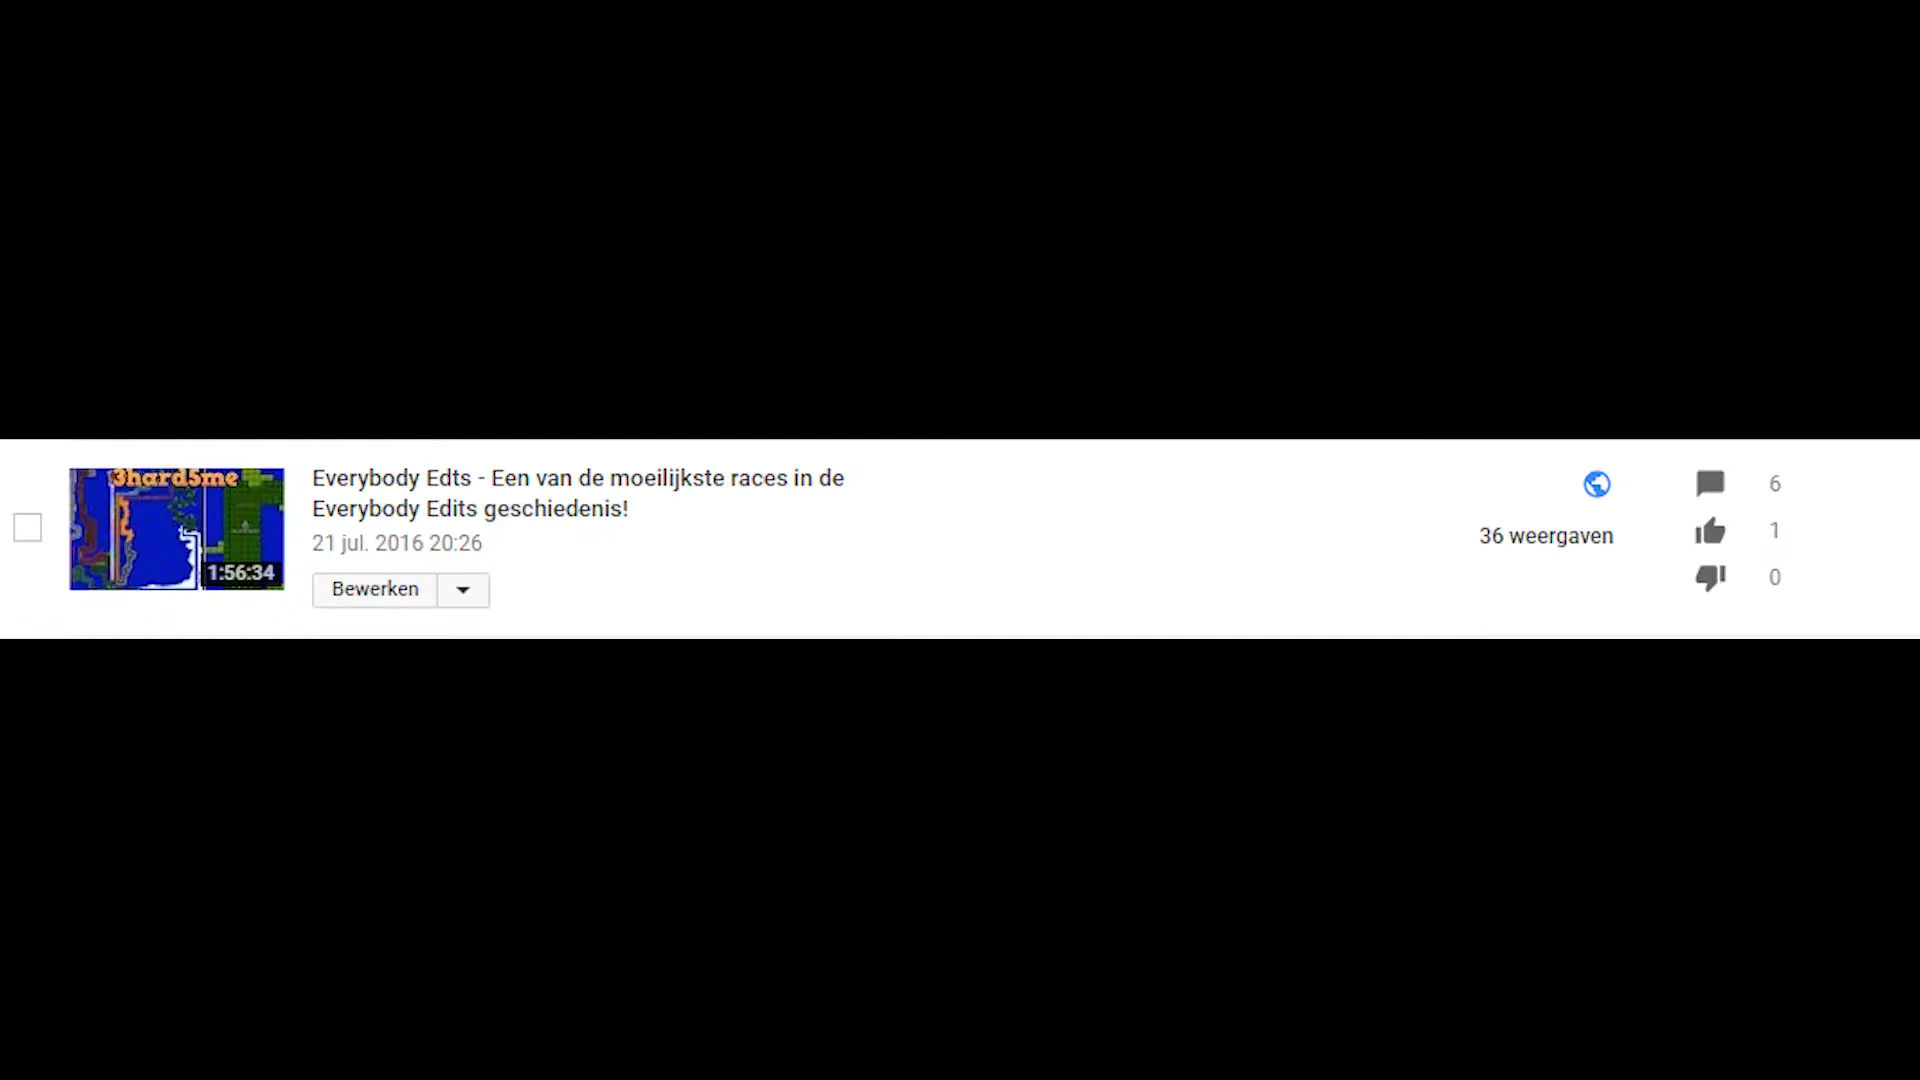 3hard5me
1:56:34
Everybody Edts - Een van de moeilijkste races in de
Everybody Edits geschiedenis!
21 jul. 2016 20:26
Bewerken
36 weergaven
6
1
0